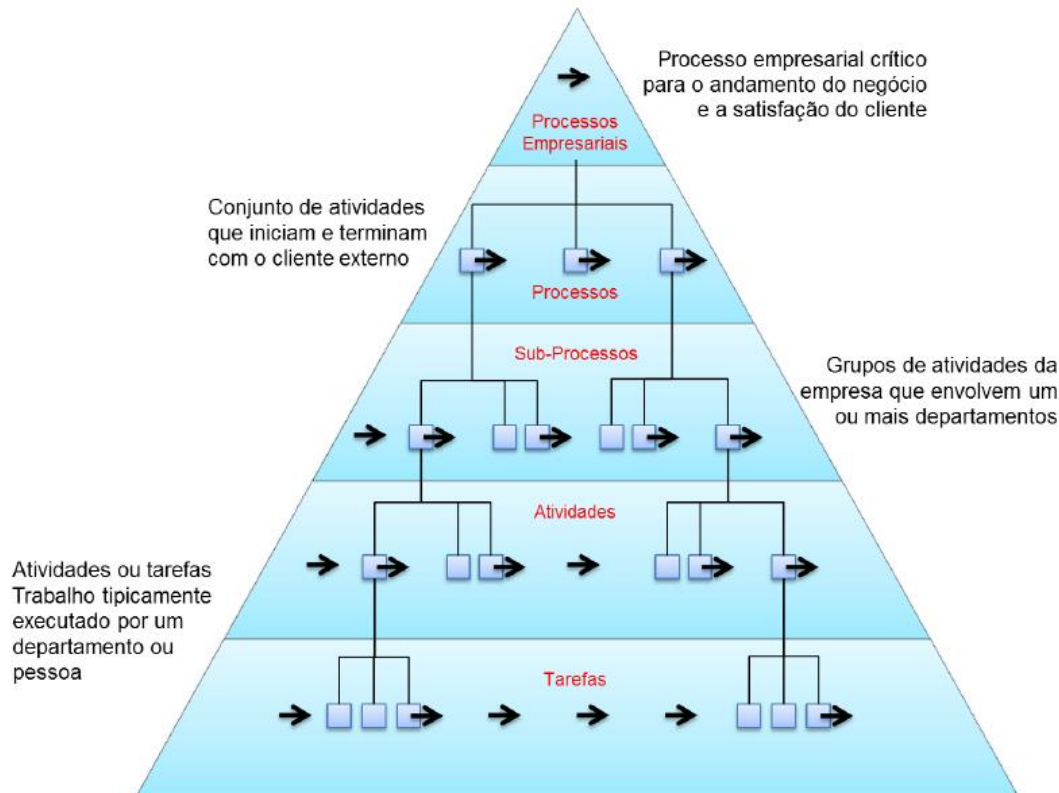 Processo empresarial crítico
para o andamento do negócio
e a satisfação do cliente
Processos
Empresariais
Conjunto de atividades
que iniciam e terminam
com o cliente externo
Processos
Sub-Processos
Grupos de atividades da
empresa que envolvem um
ou mais departamentos
Atividades
Atividades ou tarefas
Trabalho tipicamente
executado por um
departamento ou
pessoa
Tarefas